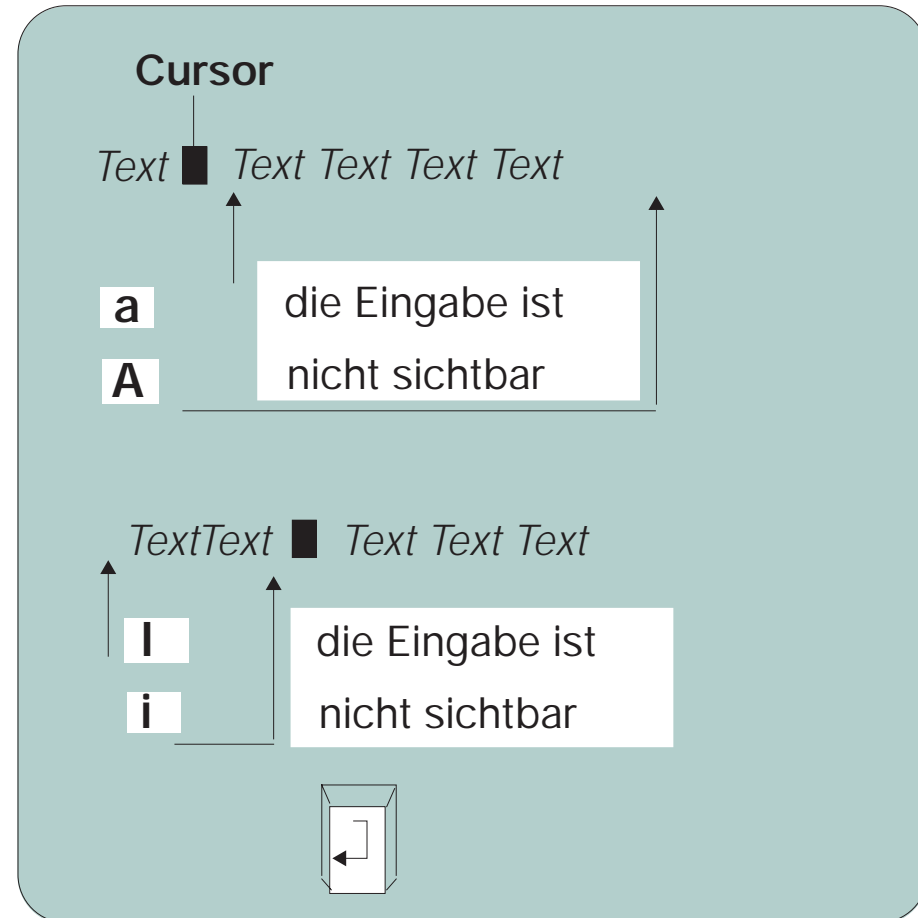 Cursor
Text Text Text Text Text
a die Eingabe ist
A nicht sichtbar
TextText Text Text Text
I die Eingabe ist
i nicht sichtbar